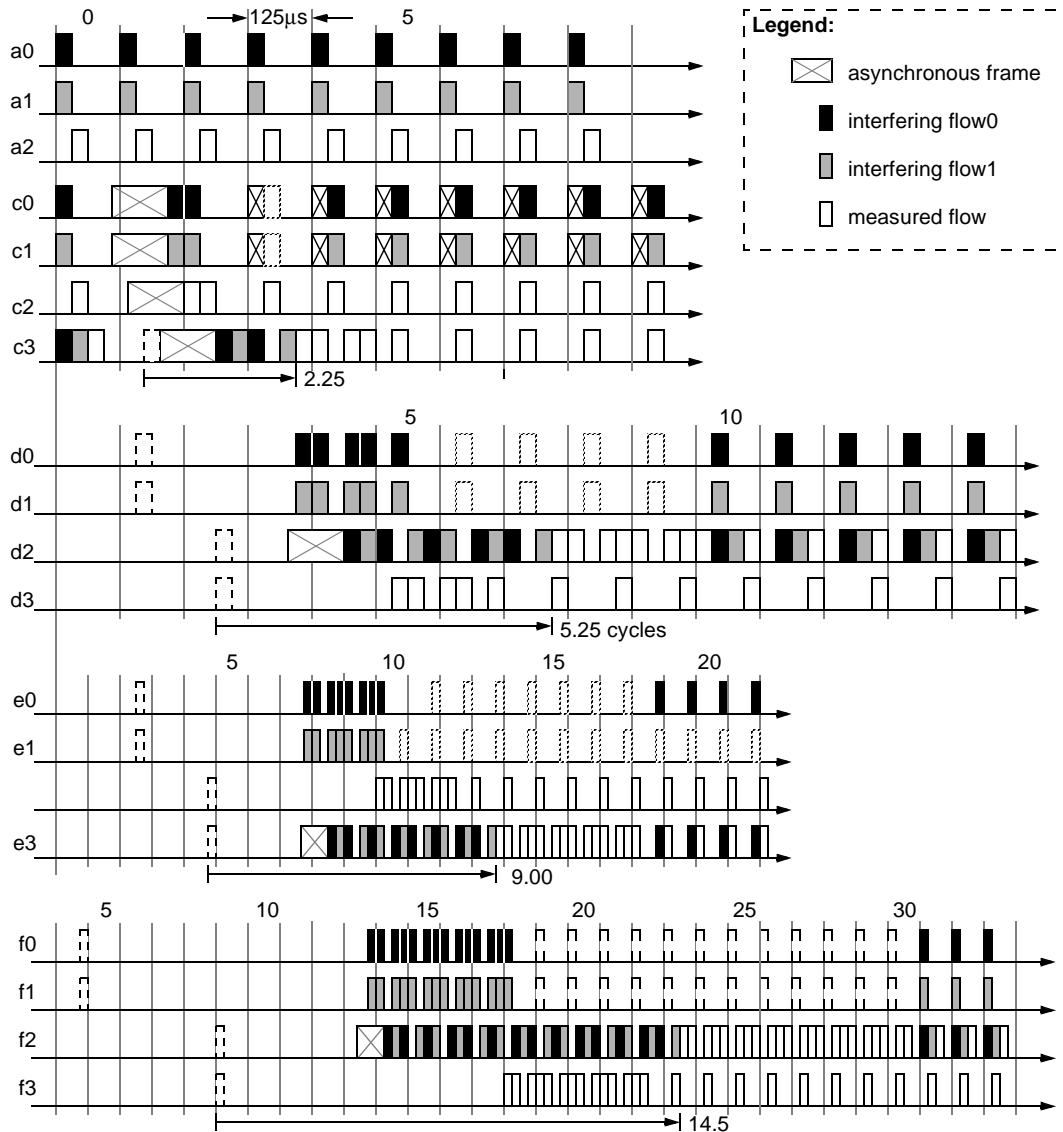 0 125µs 5
Legend:
asynchronous frame
interfering flow0
interfering flow1
measured flow
a0
a1
a2
c0
c1
c2
c3
2.25
5 10
d0
d1
d2
d3
5.25 cycles
5 10 15 20
e0
e1
e3
9.00
5 10 15 20 25 30
f0
f1
f2
f3
14.5